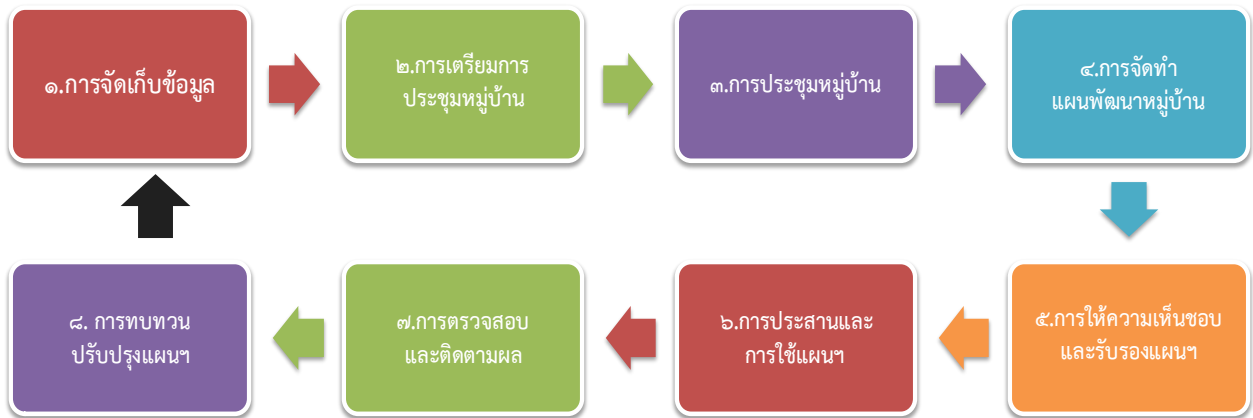 ๑.การจัดเก็บข้อมูล
๒.การเตรียมการ
ประชุมหมู่บ้าน
๓.การประชุมหมู่บ้าน
๔.การจัดทำ
แผนพัฒนาหมู่บ้าน
๕.การให้ความเห็นชอบ
และรับรองแผนฯ
๖.การประสานและ
การใช้แผนฯ
๗.การตรวจสอบ
และติดตามผล
๘. การทบทวน
ปรับปรุงแผนฯ